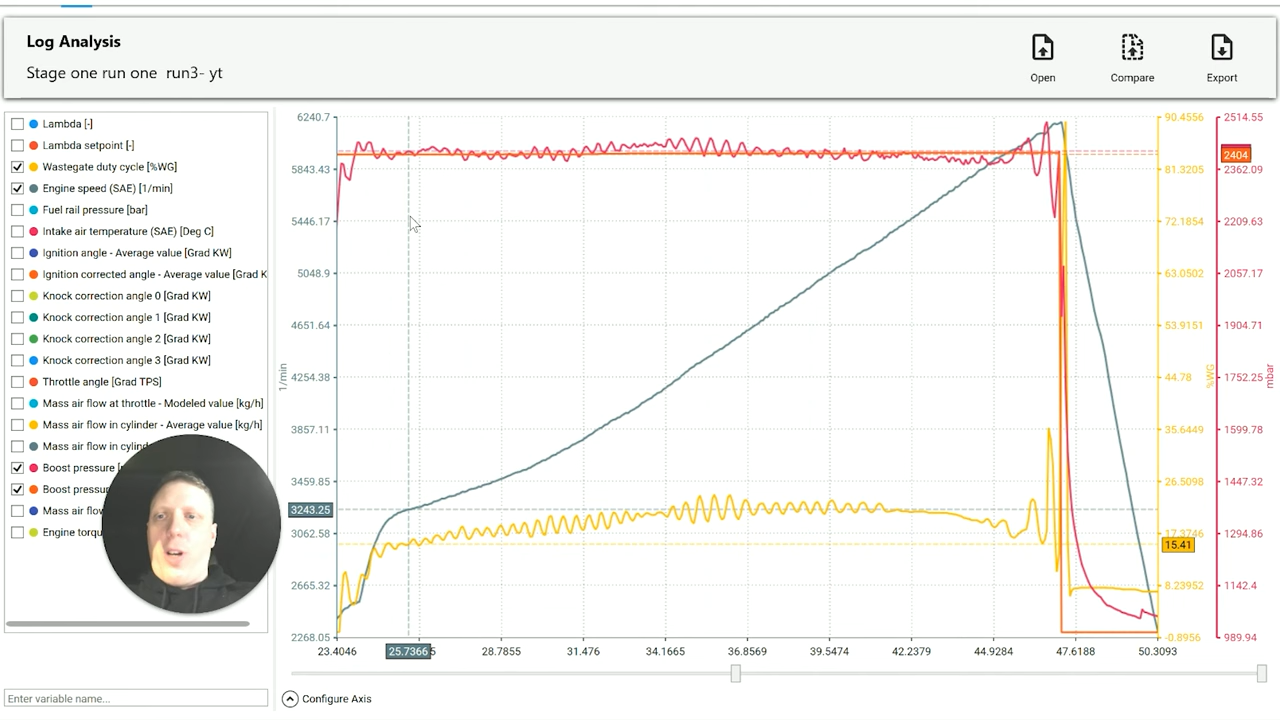 Log Analysis
Stage one run one  run3- yt
Open
Compare
Export
Lambda [-]
Lambda setpoint [-]
Wastegate duty cycle [%WG]
Engine speed (SAE) [1/min]
Fuel rail pressure [bar]
Intake air temperature (SAE) [Deg C]
Ignition angle - Average value [Grad KW]
Ignition corrected angle - Average value [Grad K
Knock correction angle 0 [Grad KW]
Knock correction angle 1 [Grad KW]
Knock correction angle 2 [Grad KW]
Knock correction angle 3 [Grad KW]
Throttle angle [Grad TPS]
Mass air flow at throttle - Modeled value [kg/h]
Mass air flow in cylinder - Average value [kg/h]
Mass air flow in cylind
Boost pressure
Boost pressur
Mass air flow
Engine torqu
Enter variable name...
6240.7
5843.43
5446.17
5048.9
4651.64
4254.38
3857.11
3459.85
3243.25
3062.58
2665.32
2268.05
1/min
23.4046
25.7366
28.7855
31.476
34.1665
36.8569
39.5474
42.2379
44.9284
47.6188
50.3093
90.4556
81.3205
72.1854
63.0502
53.9151
44.78
35.6449
26.5098
17.3746
15.41
8.23952
-0.8956
%WG
2514.55
2404
2362.09
2209.63
2057.17
1904.71
1752.25
1599.78
1447.32
1294.86
1142.4
989.94
mbar
Configure Axis